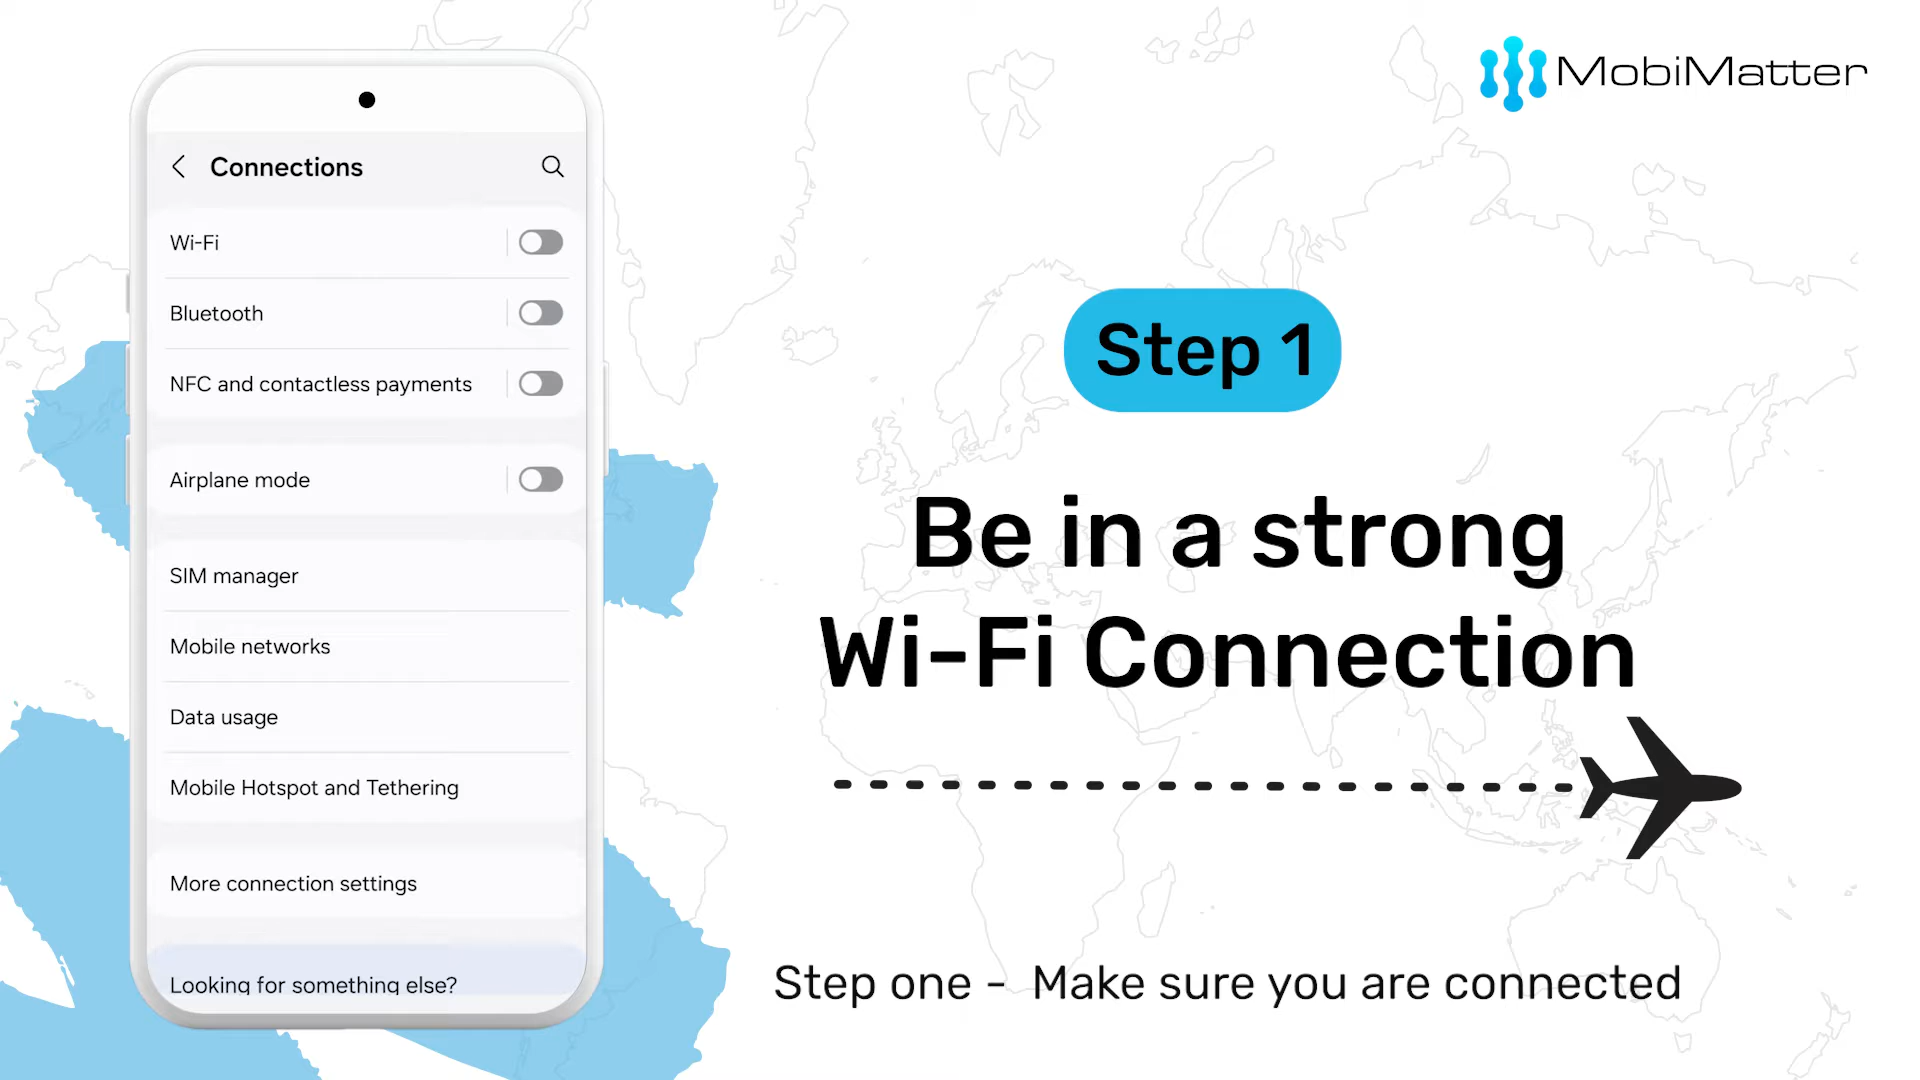 MobiMatter
Connections
Wi-Fi
Bluetooth
NFC and contactless payments
Airplane mode
SIM manager
Mobile networks
Data usage
Mobile Hotspot and Tethering
More connection settings
Looking for something else?
Step 1
Be in a strong
Wi-Fi Connection
Step one - Make sure you are connected